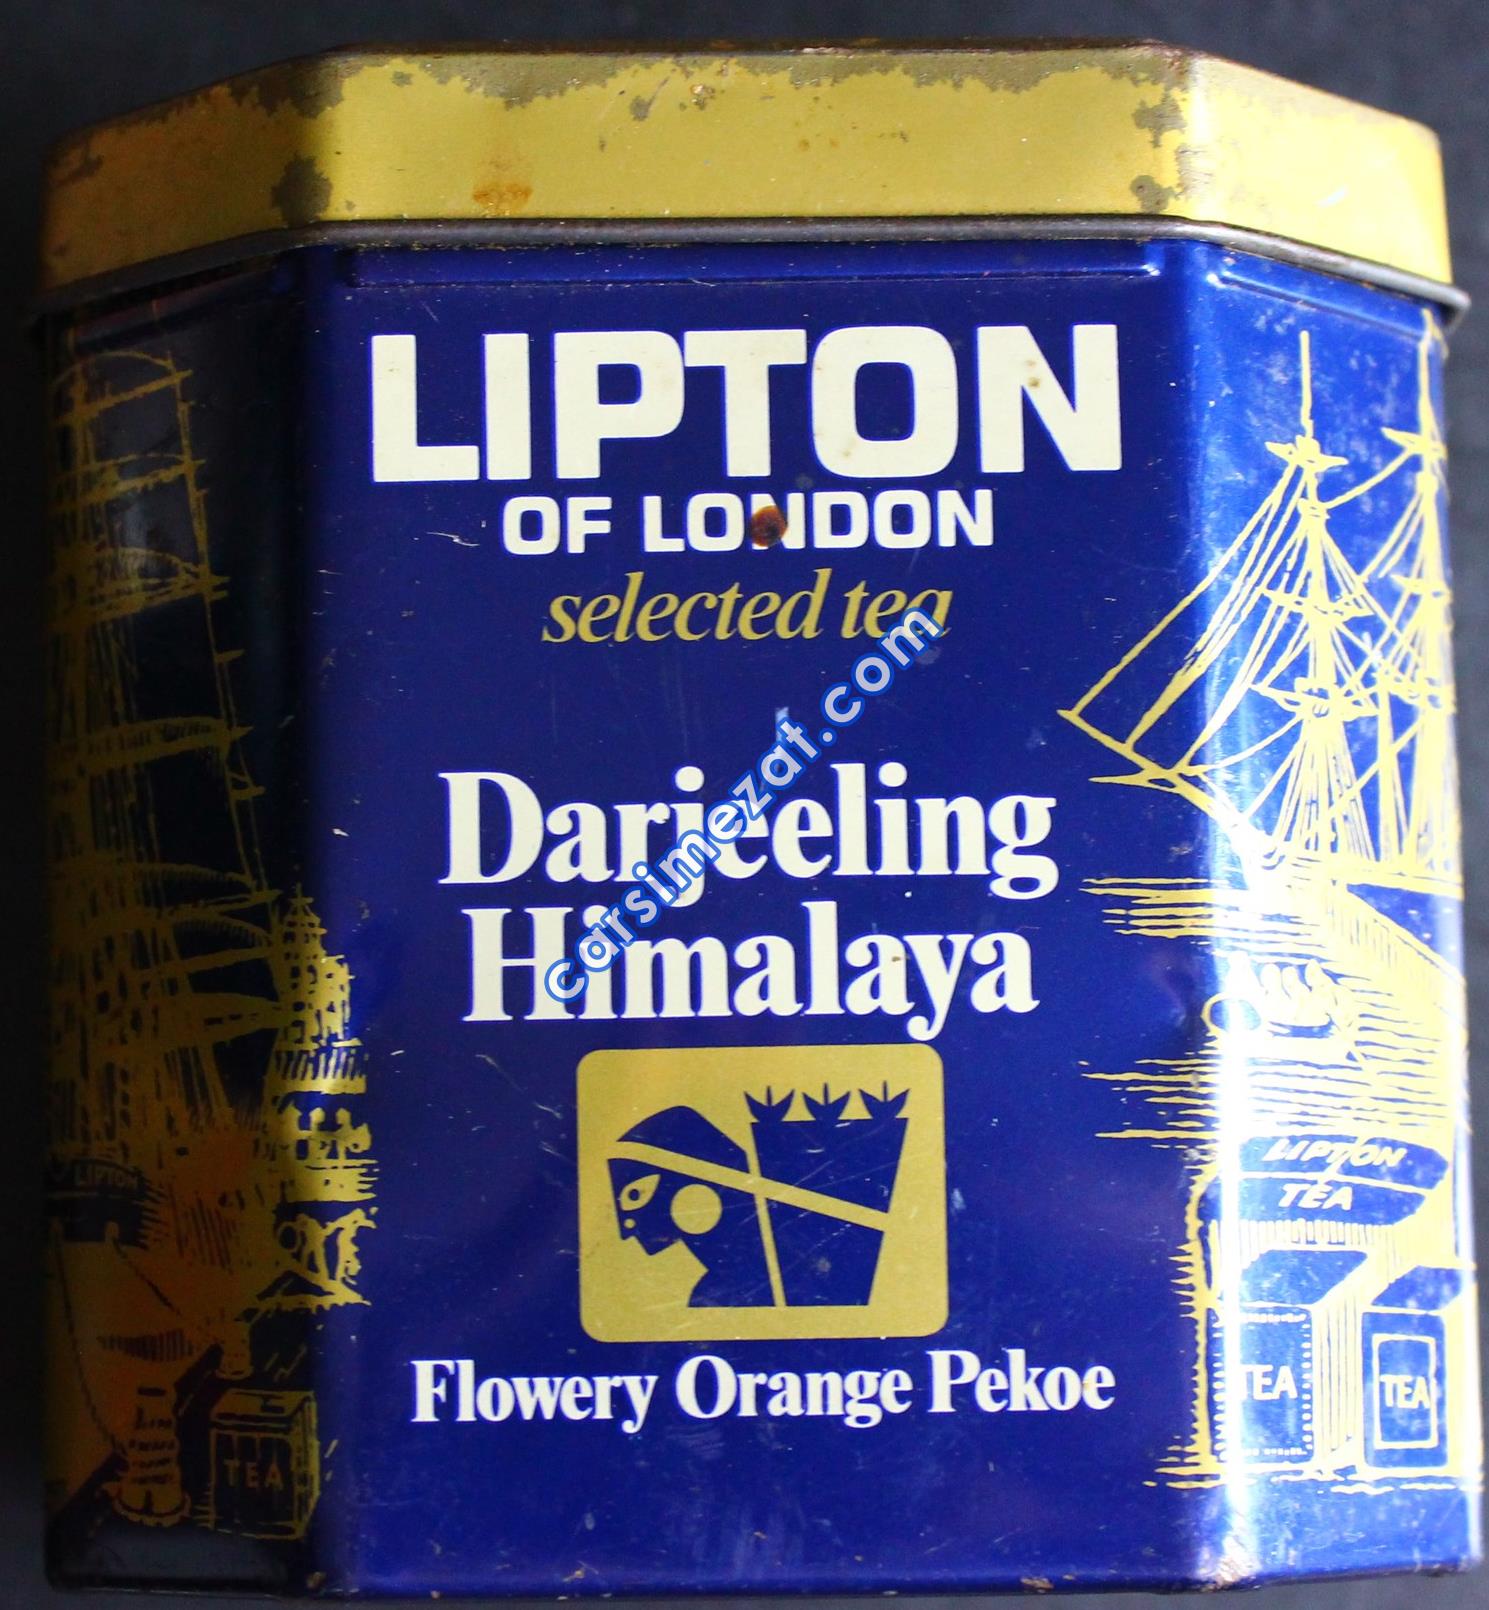 LIPTON
OF LONDON
selected tea
Darjeeling
Himalaya
Flowery Orange Pekoe
carsimezat.com
LIPTON
TEA
LIPTON
TEA
TEA
TEA